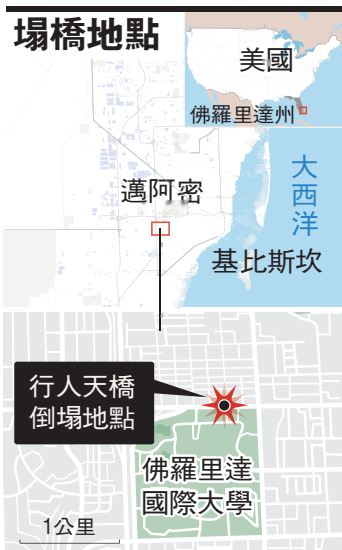 塌橋地點
美國
佛羅里達州
邁阿密
大西洋
基比斯坎
行人天橋
倒塌地點
佛羅里達
國際大學
1公里